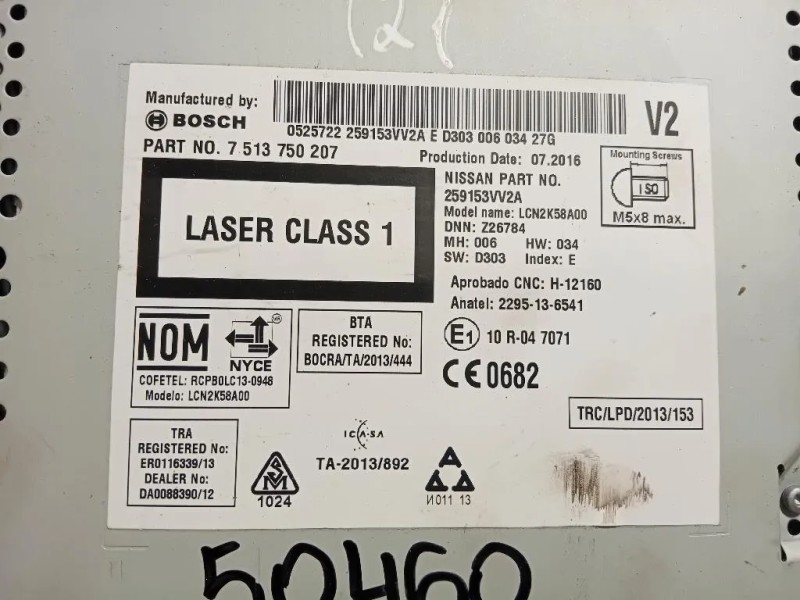 (21
Manufactured by:
BOSCH
0525722 259153VV2A E D303 006 034 27G
V2
PART NO. 7 513 750 207
Production Date: 07.2016
Mounting Screws
ISO
M5x8 max.
LASER CLASS 1
NISSAN PART NO.
259153VV2A
Model name: LCN2K58A00
DNN: Z26784
MH: 006 HW: 034
SW: D303 Index: E
Aprobado CNC: H-12160
Anatel: 2295-13-6541
E1 10 R-04 7071
CE 0682
NOM
NYCE
COFETEL: RCPBOLC13-0948
Modelo: LCN2K58A00
BTA
REGISTERED No:
BOCRA/TA/2013/444
TRC/LPD/2013/153
TRA
REGISTERED No:
ER0116339/13
DEALER No:
DA0088390/12
1024
ICASA
TA-2013/892
И011 13
50460